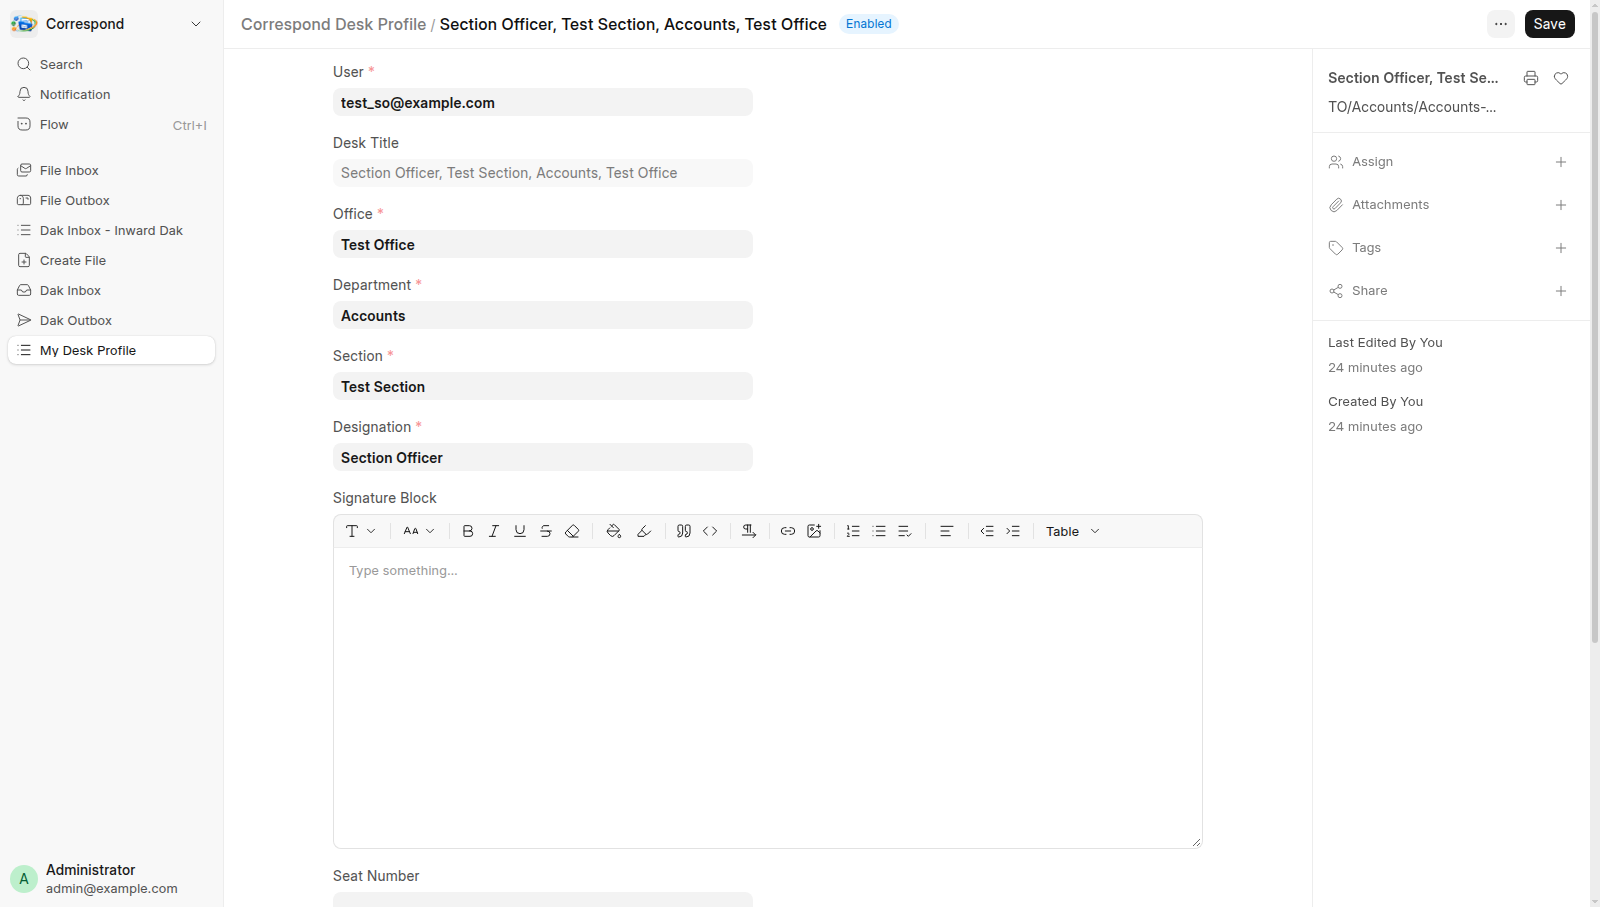 Correspond
Search
Notification
Flow Ctrl+I
File Inbox
File Outbox
Dak Inbox - Inward Dak
Create File
Dak Inbox
Dak Outbox
My Desk Profile
A
Administrator
admin@example.com
Correspond Desk Profile / Section Officer, Test Section, Accounts, Test Office Enabled
... Save
User *
test_so@example.com
Desk Title
Section Officer, Test Section, Accounts, Test Office
Office *
Test Office
Department *
Accounts
Section *
Test Section
Designation *
Section Officer
Signature Block
Table
Type something...
Seat Number
Section Officer, Test Se...
TO/Accounts/Accounts-...
Assign
Attachments
Tags
Share
Last Edited By You
24 minutes ago
Created By You
24 minutes ago